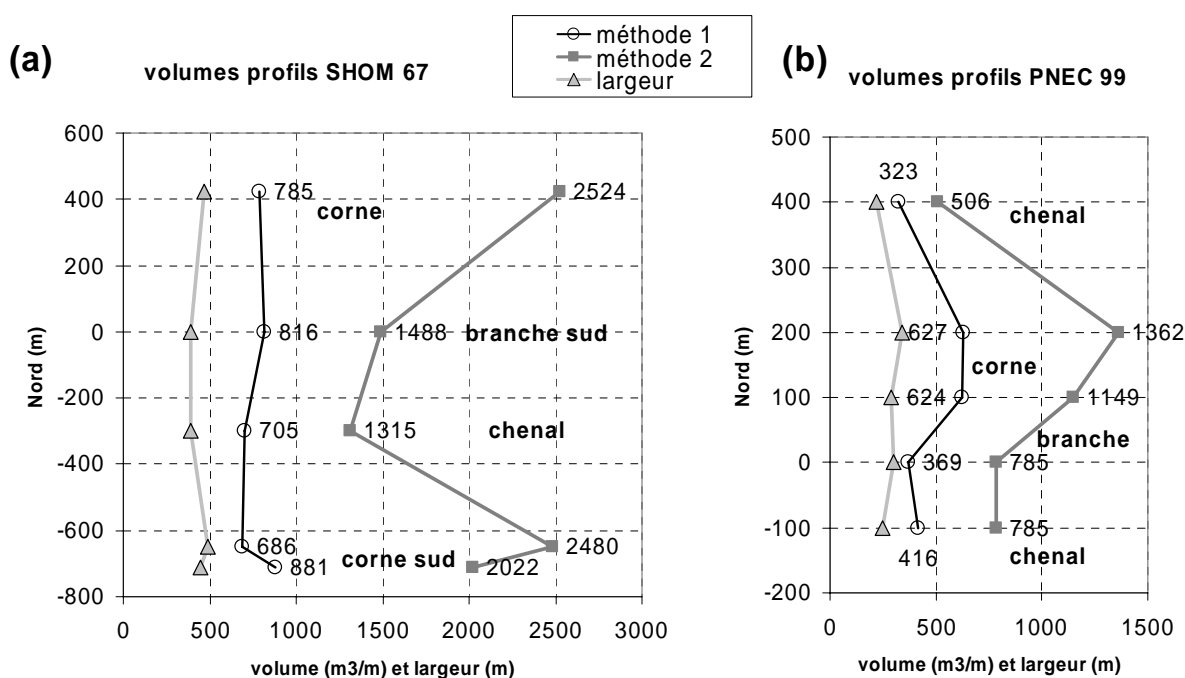 méthode 1
méthode 2
largeur
(a)
volumes profils SHOM 67
600
400
200
0
-200
-400
-600
-800
Nord (m)
785
corne
2524
816
1488
branche sud
705
1315
chenal
686
corne sud
2480
881
2022
0
500
1000
1500
2000
2500
3000
volume (m3/m) et largeur (m)
(b)
volumes profils PNEC 99
500
400
300
200
100
0
-100
-200
Nord (m)
323
506
chenal
627
1362
corne
624
1149
branche
369
785
785
chenal
416
0
500
1000
1500
volume (m3/m) et largeur (m)